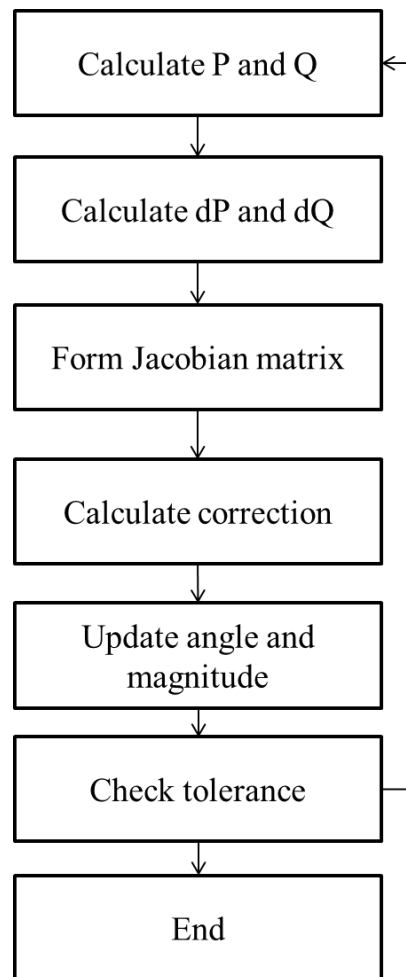 Calculate P and Q
Calculate dP and dQ
Form Jacobian matrix
Calculate correction
Update angle and
magnitude
Check tolerance
End